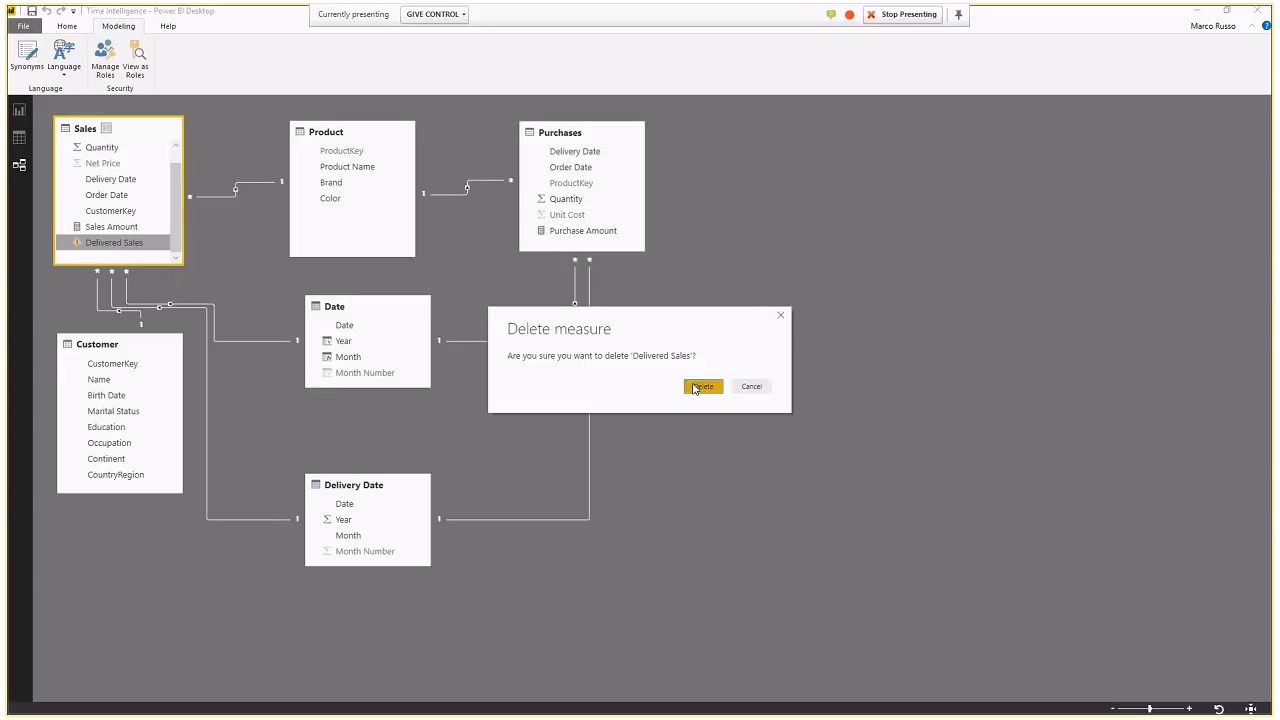 Time Intelligence - Power BI Desktop
Currently presenting
GIVE CONTROL
Stop Presenting
File
Home
Modeling
Help
Marco Russo
Synonyms
Language
Manage Roles
View as Roles
Language
Security
Sales
Quantity
Net Price
Delivery Date
Order Date
CustomerKey
Sales Amount
Delivered Sales
Product
ProductKey
Product Name
Brand
Color
Purchases
Delivery Date
Order Date
ProductKey
Quantity
Unit Cost
Purchase Amount
Customer
CustomerKey
Name
Birth Date
Marital Status
Education
Occupation
Continent
CountryRegion
Date
Date
Year
Month
Month Number
Delivery Date
Date
Year
Month
Month Number
Delete measure
Are you sure you want to delete 'Delivered Sales'?
Delete
Cancel